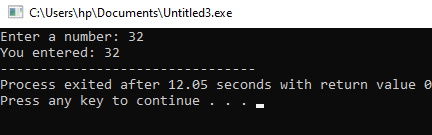 C:\Users\hp\Documents\Untitled3.exe
Enter a number: 32
You entered: 32
--------------------------------
Process exited after 12.05 seconds with return value 0
Press any key to continue . . .